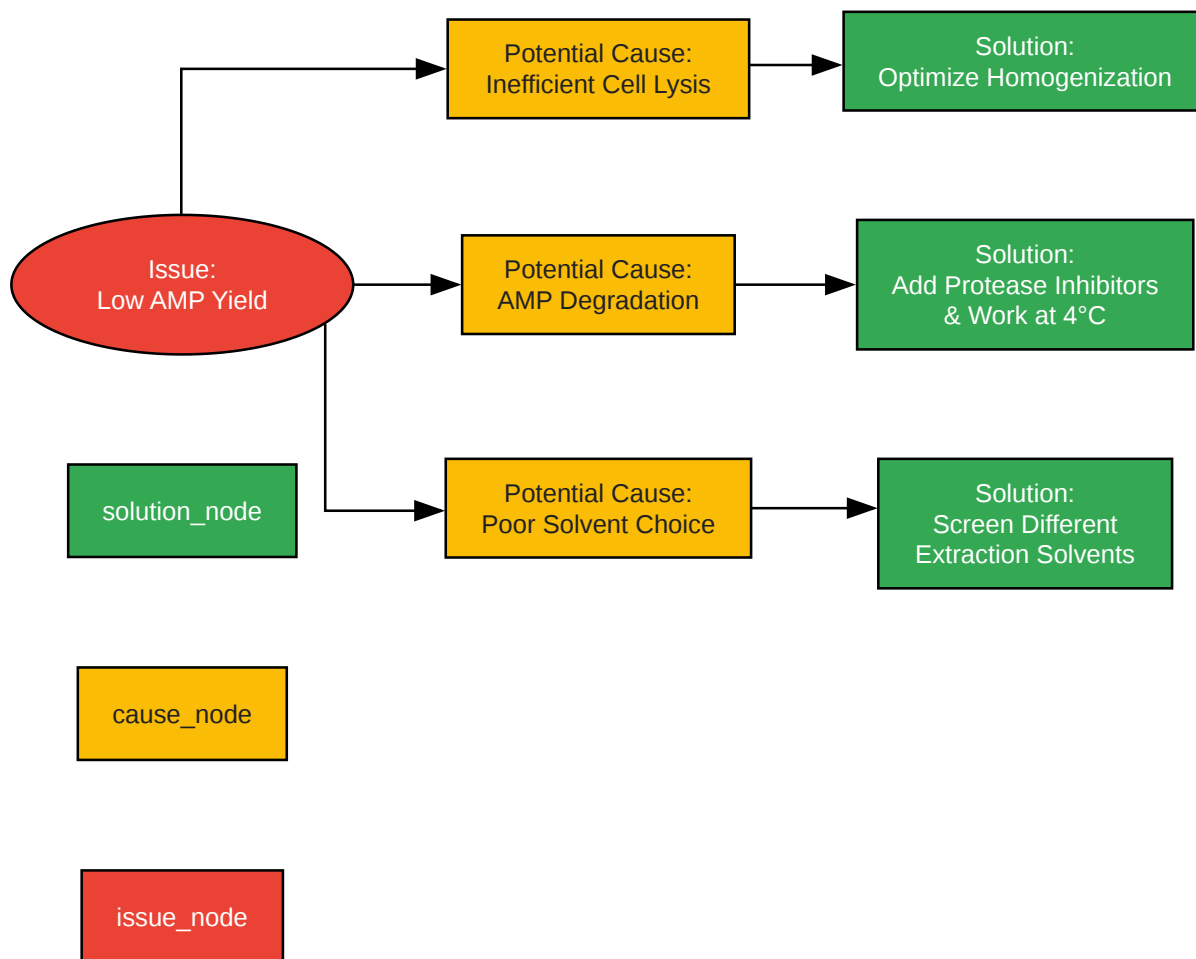 Potential Cause:
Inefficient Cell Lysis
Solution:
Optimize Homogenization
Issue:
Low AMP Yield
Potential Cause:
AMP Degradation
Solution:
Add Protease Inhibitors
& Work at 4°C
solution_node
Potential Cause:
Poor Solvent Choice
Solution:
Screen Different
Extraction Solvents
cause_node
issue_node